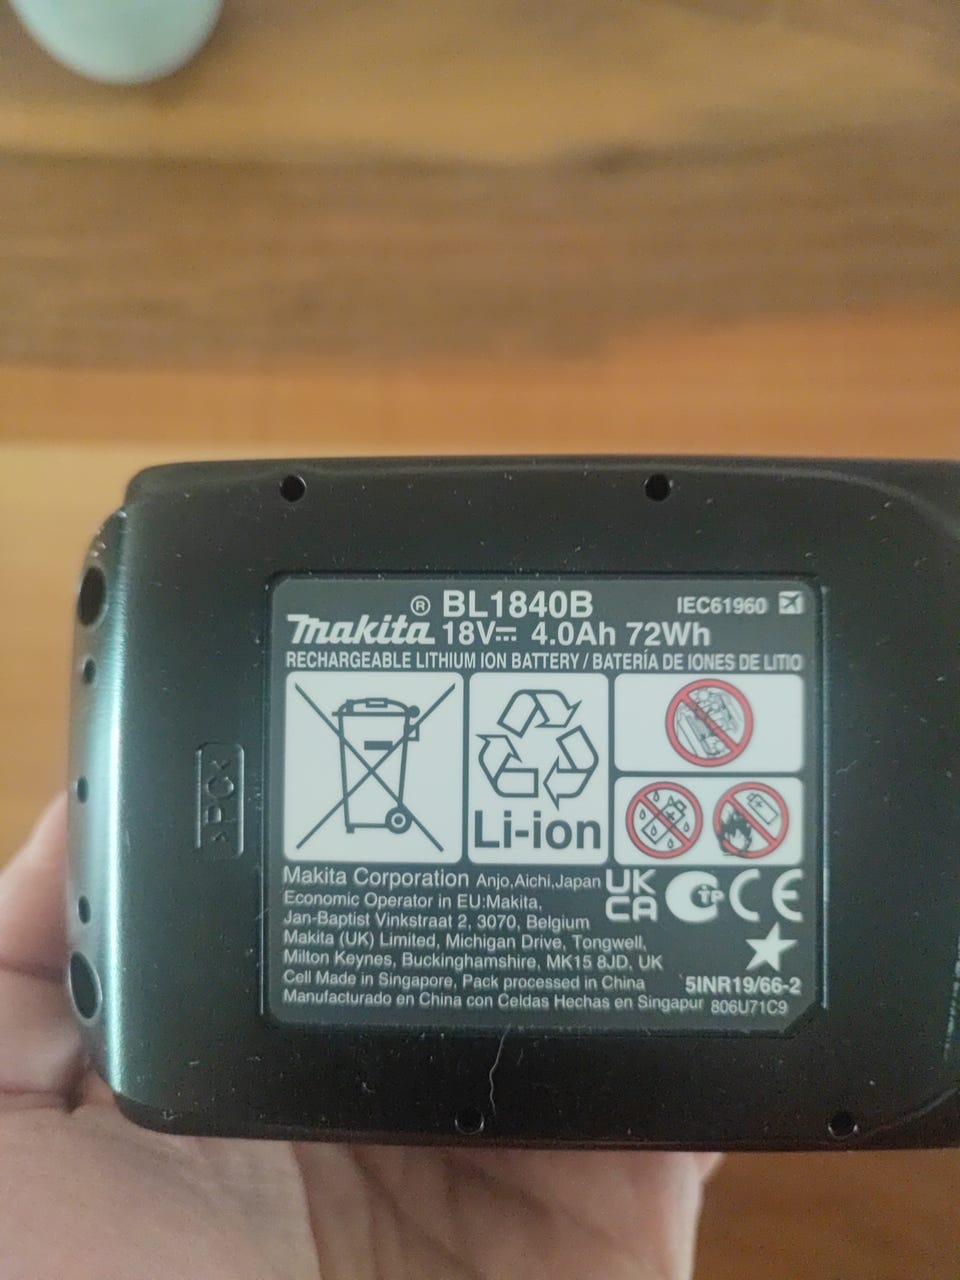 ® BL1840B IEC61960
makita 18V 4.0Ah 72Wh
RECHARGEABLE LITHIUM ION BATTERY / BATERÍA DE IONES DE LITIO
>PC<
Li-ion
Makita Corporation Anjo,Aichi,Japan
Economic Operator in EU:Makita,
Jan-Baptist Vinkstraat 2, 3070, Belgium
Makita (UK) Limited, Michigan Drive, Tongwell,
Milton Keynes, Buckinghamshire, MK15 8JD, UK
Cell Made in Singapore, Pack processed in China
Manufacturado en China con Celdas Hechas en Singapur
UK
CA
CTP CE
5INR19/66-2
806U71C9